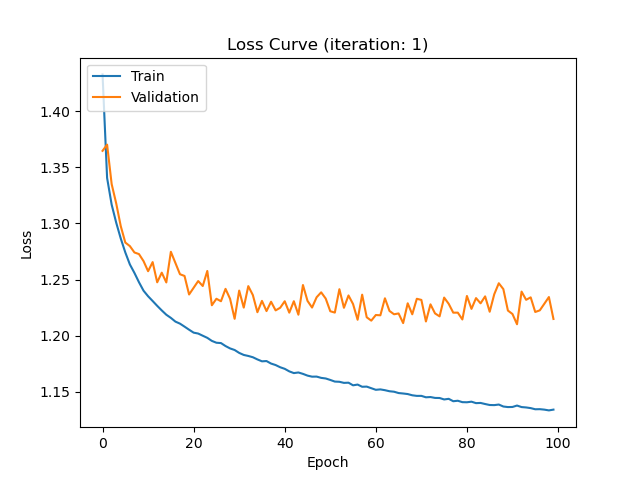 Loss Curve (iteration: 1)
Train
Validation
1.40
1.35
1.30
1.25
1.20
1.15
Loss
0 20 40 60 80 100
Epoch